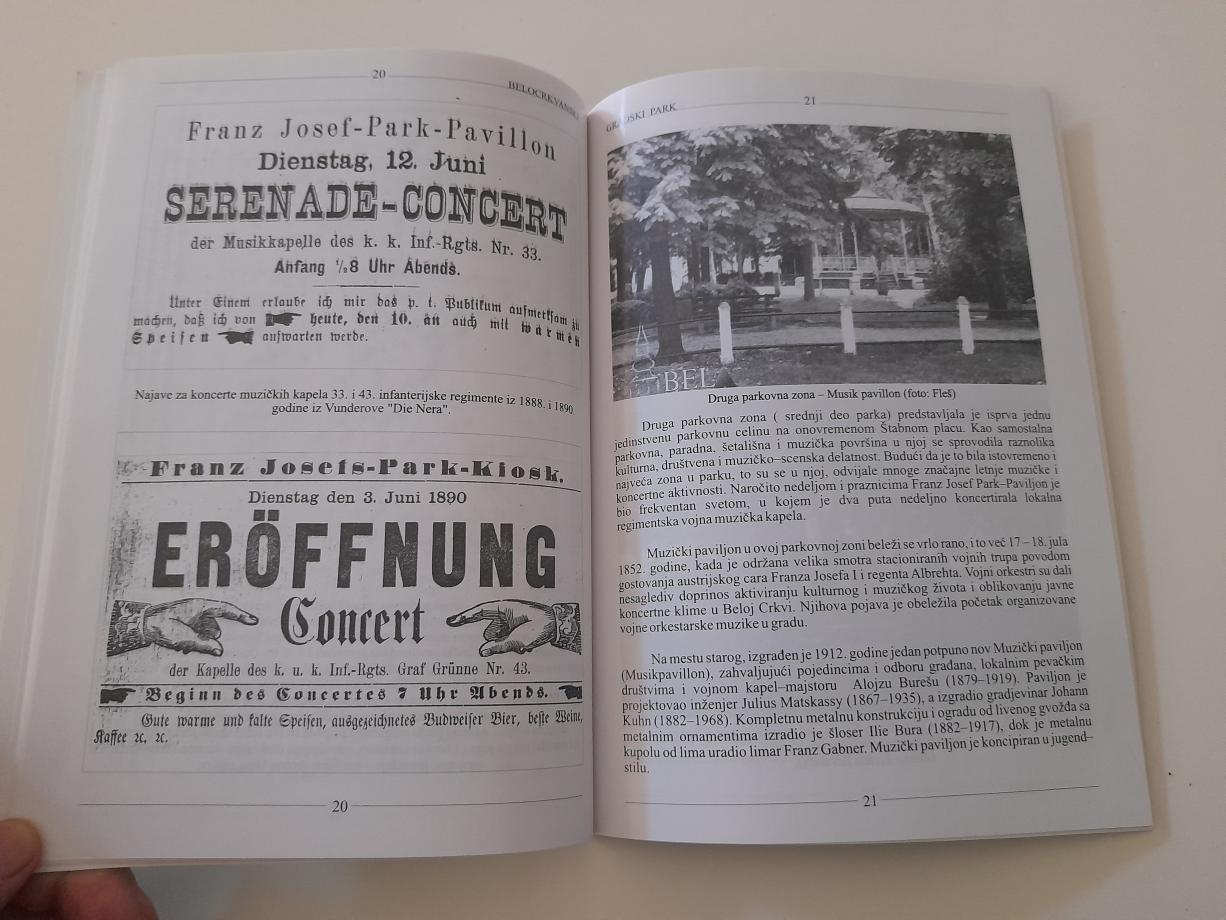 20
BELOCRKVANSKI
Franz Josef-Park-Pavillon
Dienstag, 12. Juni
SERENADE-CONCERT
der Musikkapelle des k. k. Inf.-Rgts. Nr. 33.
Anfang ½8 Uhr Abends.
Unter Einem erlaube ich mir das p. t. Publikum aufmerksam zu
machen, daß ich von heute, den 10. an auch mit warmen
Speisen aufwarten werde.
Najave za koncerte muzičkih kapela 33. i 43. infanterijske regimente iz 1888. i 1890
godine iz Vunderove "Die Nera".
Franz Josefs-Park-Kiosk.
Dienstag den 3. Juni 1890
ERÖFFNUNG
Concert
der Kapelle des k. u. k. Inf.-Rgts. Graf Grünne Nr. 43.
Beginn des Concertes 7 Uhr Abends.
Gute warme und kalte Speisen, ausgezeichnetes Budweiser Bier, beste Weine,
Kaffee ꝛc. ꝛc.
20
GRADSKI PARK
21
BEL
Druga parkovna zona – Musik pavillon (foto: Fleš)
Druga parkovna zona ( srednji deo parka) predstavljala je isprva jednu
jedinstvenu parkovnu celinu na onovremenom Štabnom placu. Kao samostalna
parkovna, paradna, šetališna i muzička površina u njoj se sprovodila raznolika
kulturna, društvena i muzičko–scenska delatnost. Budući da je to bila istovremeno i
najveća zona u parku, to su se u njoj, odvijale mnoge značajne letnje muzičke i
koncertne aktivnosti. Naročito nedeljom i praznicima Franz Josef Park–Paviljon je
bio frekventan svetom, u kojem je dva puta nedeljno koncertirala lokalna
regimentska vojna muzička kapela.
Muzički paviljon u ovoj parkovnoj zoni beleži se vrlo rano, i to već 17 – 18. jula
1852. godine, kada je održana velika smotra stacioniranih vojnih trupa povodom
gostovanja austrijskog cara Franza Josefa I i regenta Albrehta. Vojni orkestri su dali
nesaglediv doprinos aktiviranju kulturnog i muzičkog života i oblikovanju javne
koncertne klime u Beloj Crkvi. Njihova pojava je obeležila početak organizovane
vojne orkestarske muzike u gradu.
Na mestu starog, izgrađen je 1912. godine jedan potpuno nov Muzički paviljon
(Musikpavillon), zahvaljujući pojedincima i odboru građana, lokalnim pevačkim
društvima i vojnom kapel–majstoru Alojzu Burešu (1879–1919). Paviljon je
projektovao inženjer Julius Matskassy (1867–1935), a izgradio gradjevinar Johann
Kuhn (1882–1968). Kompletnu metalnu konstrukciju i ogradu od livenog gvožda sa
metalnim ornamentima izradio je šloser Ilie Bura (1882–1917), dok je metalnu
kupolu od lima uradio limar Franz Gabner. Muzički paviljon je koncipiran u jugend–
stilu.
21